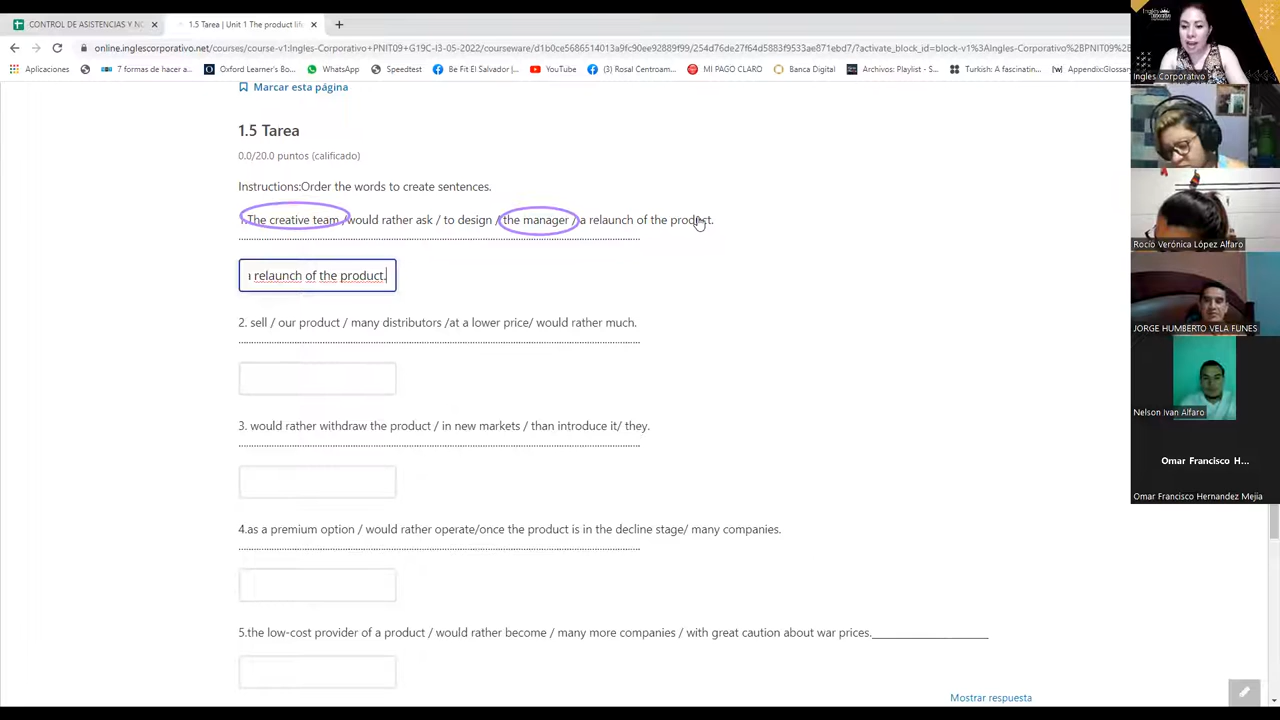 CONTROL DE ASISTENCIAS Y NO
1.5 Tarea | Unit 1 The product life
online.inglescorporativo.net/courses/course-v1:Ingles-Corporativo+PNIT09+G19C-I3-05-2022/courseware/d1b0ce5686514013a9fc90ee92889f99/254d76de27f64d5883f9533ae871ebd7/?activate_block_id=block-v1%3AIngles-Corporativo%2BPNIT09%2B
Aplicaciones
7 formas de hacer a...
Oxford Learner's Bo...
WhatsApp
Speedtest
Be Fit El Salvador |...
YouTube
(3) Rosal Centroam...
MI PAGO CLARO
Banca Digital
Archivos: Playlist - S...
Turkish: A fascinatin...
Appendix:Glossary
Marcar esta página
1.5 Tarea
0.0/20.0 puntos (calificado)
Instructions:Order the words to create sentences.
1.The creative team /would rather ask / to design / the manager / a relaunch of the product.
relaunch of the product.
2. sell / our product / many distributors /at a lower price/ would rather much.
3. would rather withdraw the product / in new markets / than introduce it/ they.
4.as a premium option / would rather operate/once the product is in the decline stage/ many companies.
5.the low-cost provider of a product / would rather become / many more companies / with great caution about war prices.
Mostrar respuesta
Inglés
Ingles Corporativo
Rocío Verónica López Alfaro
JORGE HUMBERTO VELA FUNES
Nelson Ivan Alfaro
Omar Francisco H...
Omar Francisco Hernandez Mejia